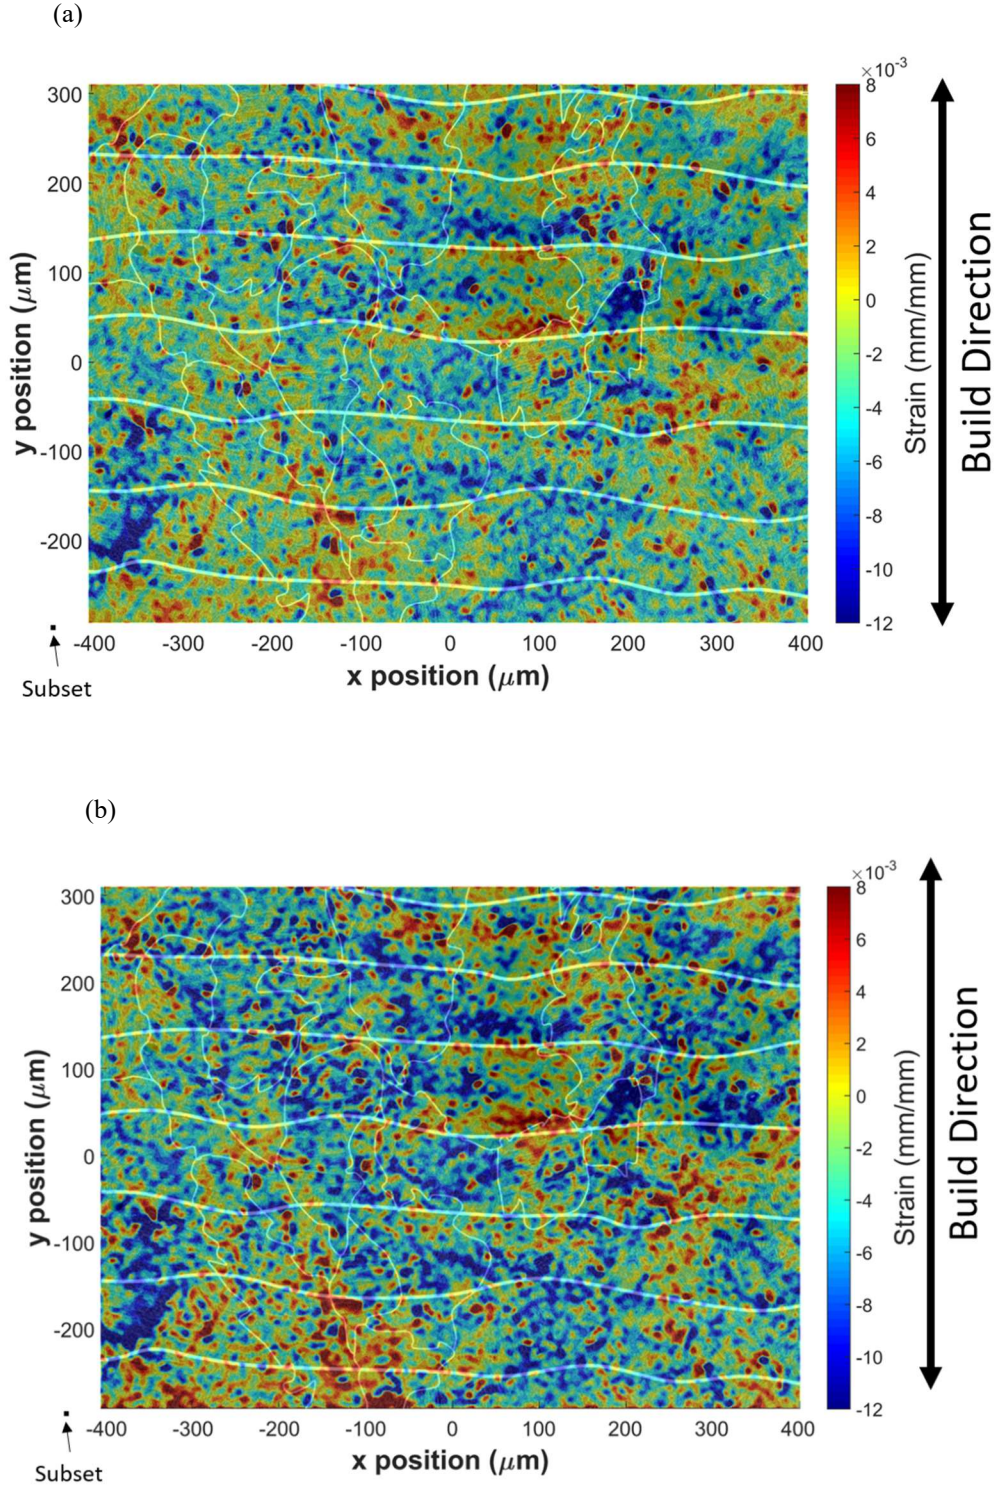 (a)
×10⁻³
300
200
100
0
-100
-200
y position (μm)
-400 -300 -200 -100 0 100 200 300 400
x position (μm)
Subset
8
6
4
2
0
-2
-4
-6
-8
-10
-12
Strain (mm/mm)
Build Direction
(b)
×10⁻³
300
200
100
0
-100
-200
y position (μm)
-400 -300 -200 -100 0 100 200 300 400
x position (μm)
Subset
8
6
4
2
0
-2
-4
-6
-8
-10
-12
Strain (mm/mm)
Build Direction